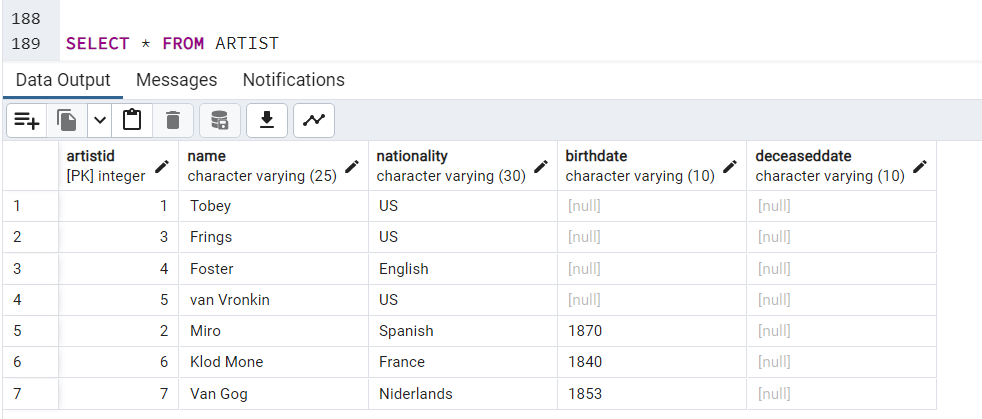 188
189 SELECT * FROM ARTIST
Data Output Messages Notifications
artistid name nationality birthdate deceaseddate
[PK] integer character varying (25) character varying (30) character varying (10) character varying (10)
1 1 Tobey US [null] [null]
2 3 Frings US [null] [null]
3 4 Foster English [null] [null]
4 5 van Vronkin US [null] [null]
5 2 Miro Spanish 1870 [null]
6 6 Klod Mone France 1840 [null]
7 7 Van Gog Niderlands 1853 [null]